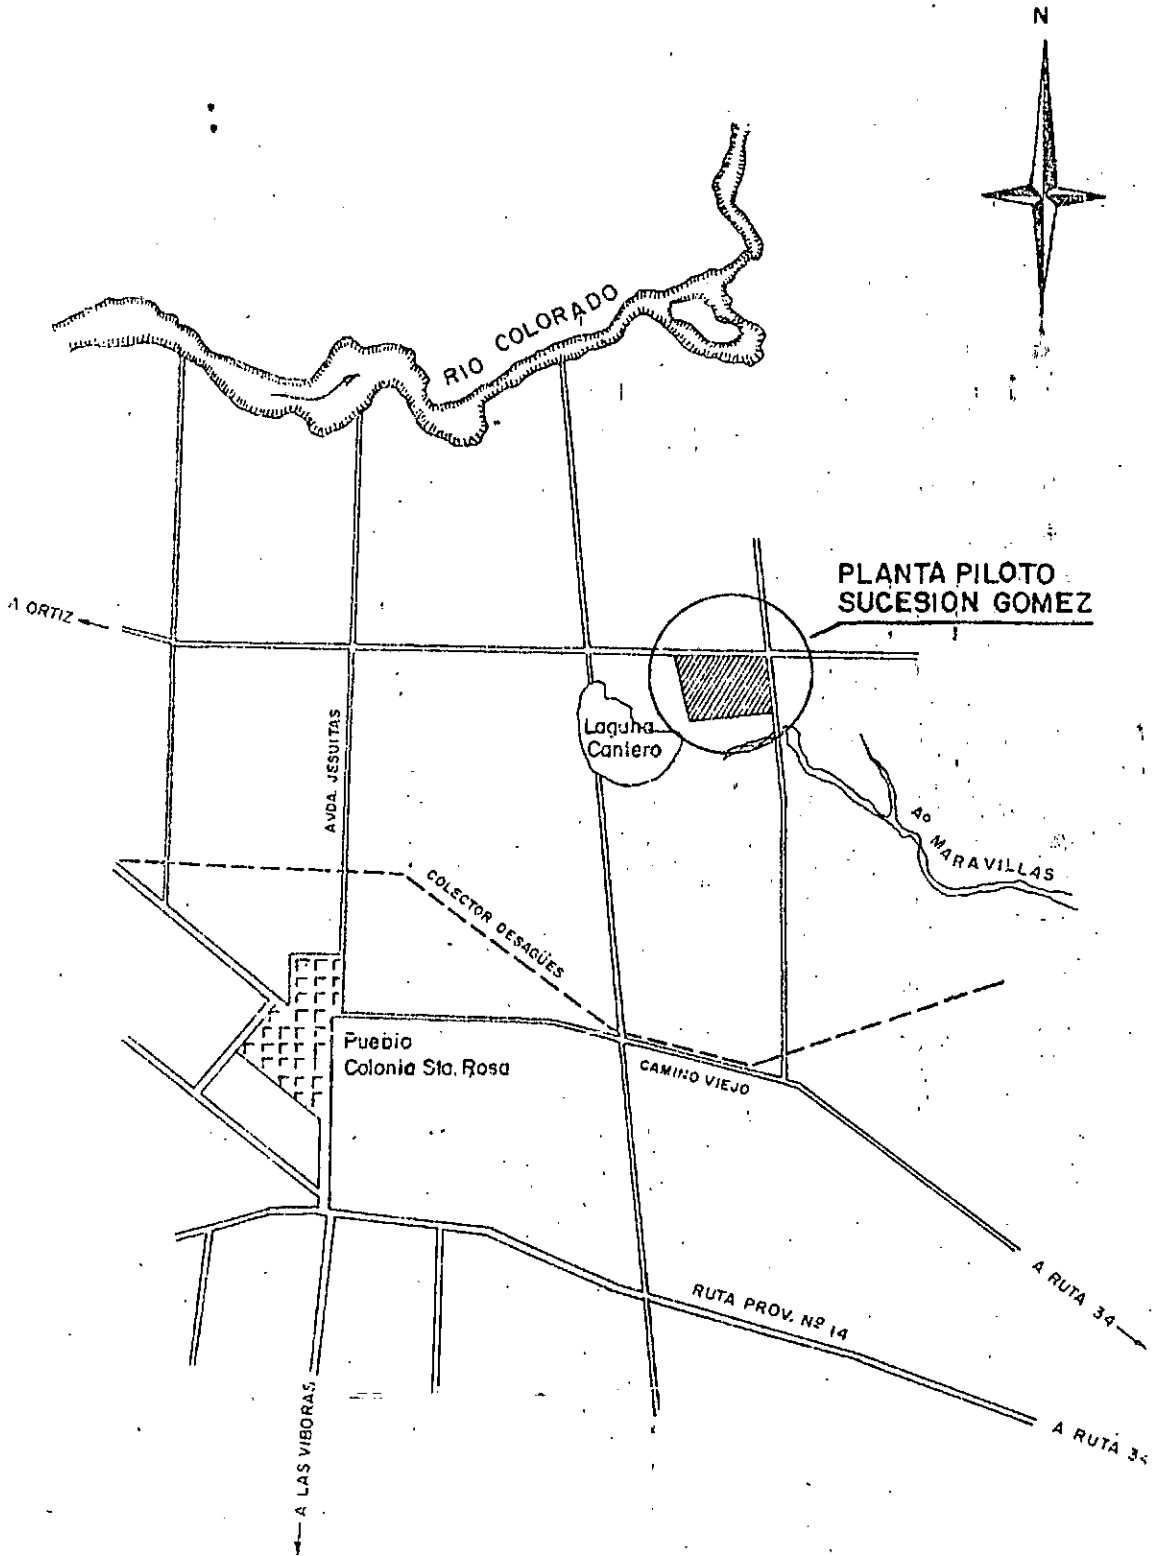 N
RIO COLORADO
PLANTA PILOTO
SUCESION GOMEZ
A ORTIZ
Laguna
Cantero
AVDA. JESUITAS
Aº MARAVILLAS
COLECTOR DESAGÜES
Pueblo
Colonia Sta. Rosa
CAMINO VIEJO
A RUTA 34
RUTA PROV. Nº 14
A RUTA 34
A LAS VIBORAS